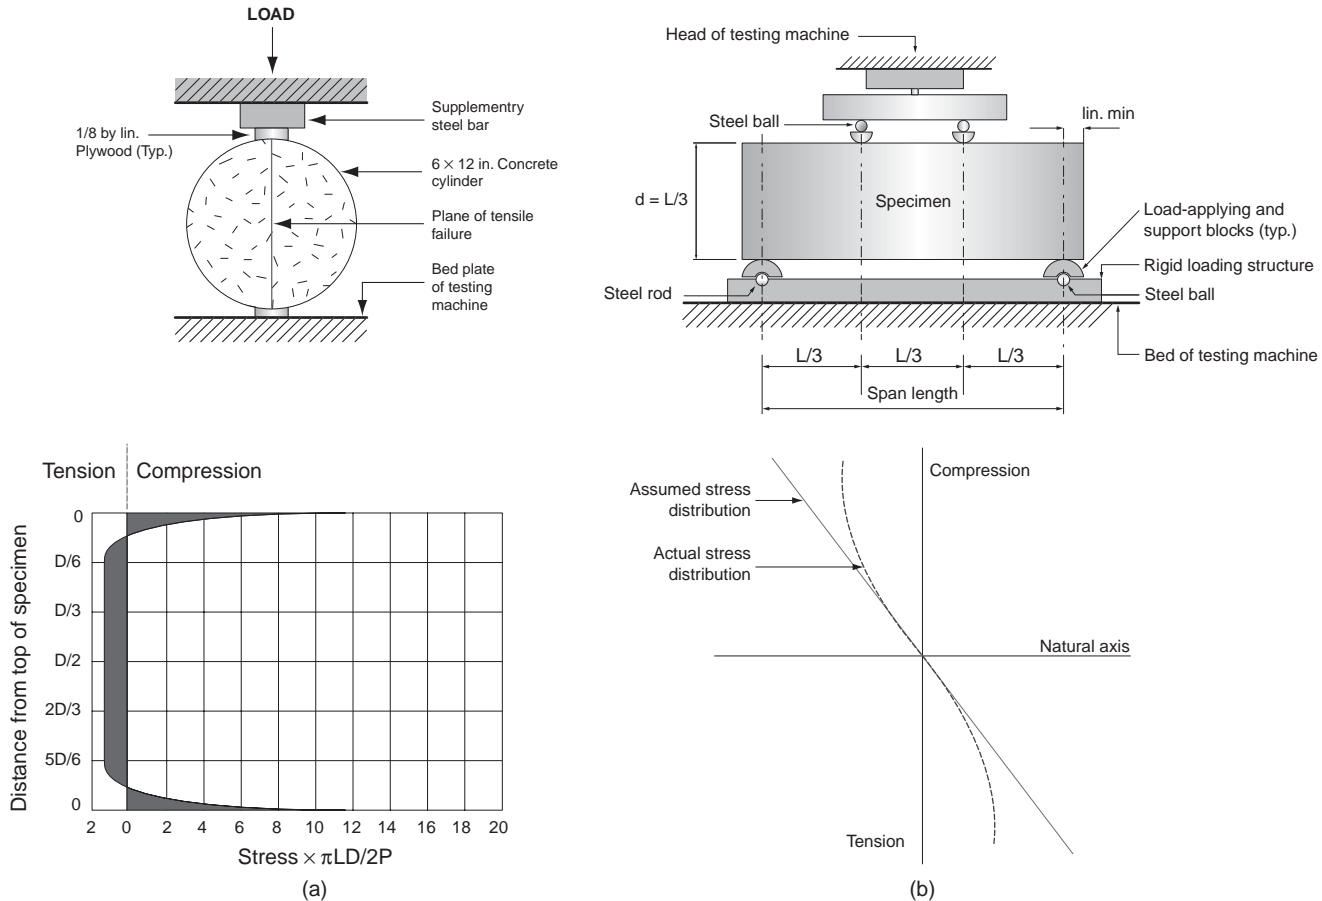 LOAD
Supplementry
steel bar
1/8 by lin.
Plywood (Typ.)
6 × 12 in. Concrete
cylinder
Plane of tensile
failure
Bed plate
of testing
machine
Head of testing machine
Steel ball
lin. min
d = L/3
Specimen
Load-applying and
support blocks (typ.)
Rigid loading structure
Steel rod
Steel ball
Bed of testing machine
L/3 L/3 L/3
Span length
Tension Compression
Distance from top of specimen
0
D/6
D/3
D/2
2D/3
5D/6
0
2 0 2 4 6 8 10 12 14 16 18 20
Stress × πLD/2P
(a)
Compression
Assumed stress
distribution
Actual stress
distribution
Natural axis
Tension
(b)